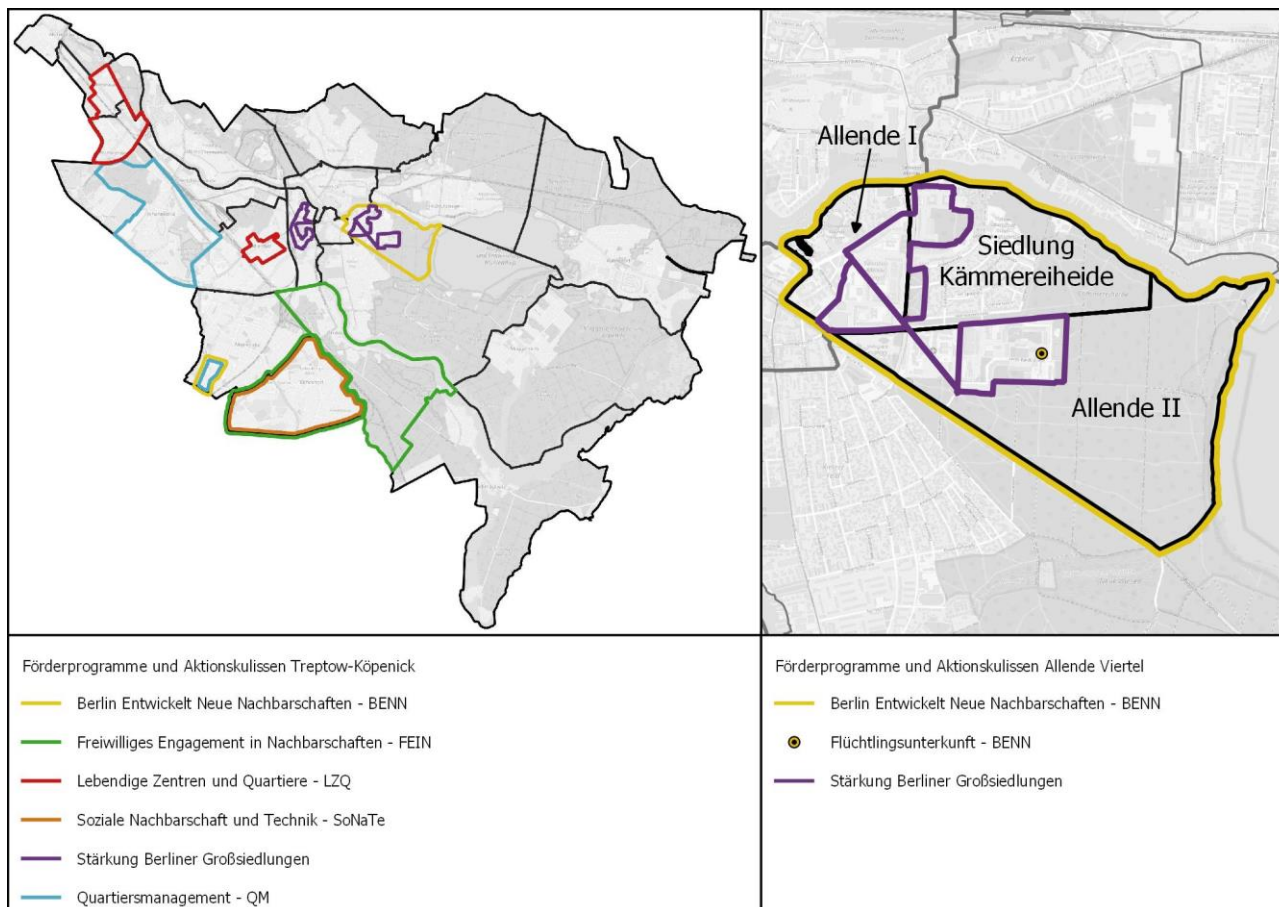 Allende I
Siedlung
Kämmereiheide
Allende II
Förderprogramme und Aktionskulissen Treptow-Köpenick
Berlin Entwickelt Neue Nachbarschaften - BENN
Freiwilliges Engagement in Nachbarschaften - FEIN
Lebendige Zentren und Quartiere - LZQ
Soziale Nachbarschaft und Technik - SoNaTe
Stärkung Berliner Großsiedlungen
Quartiersmanagement - QM
Förderprogramme und Aktionskulissen Allende Viertel
Berlin Entwickelt Neue Nachbarschaften - BENN
Flüchtlingsunterkunft - BENN
Stärkung Berliner Großsiedlungen